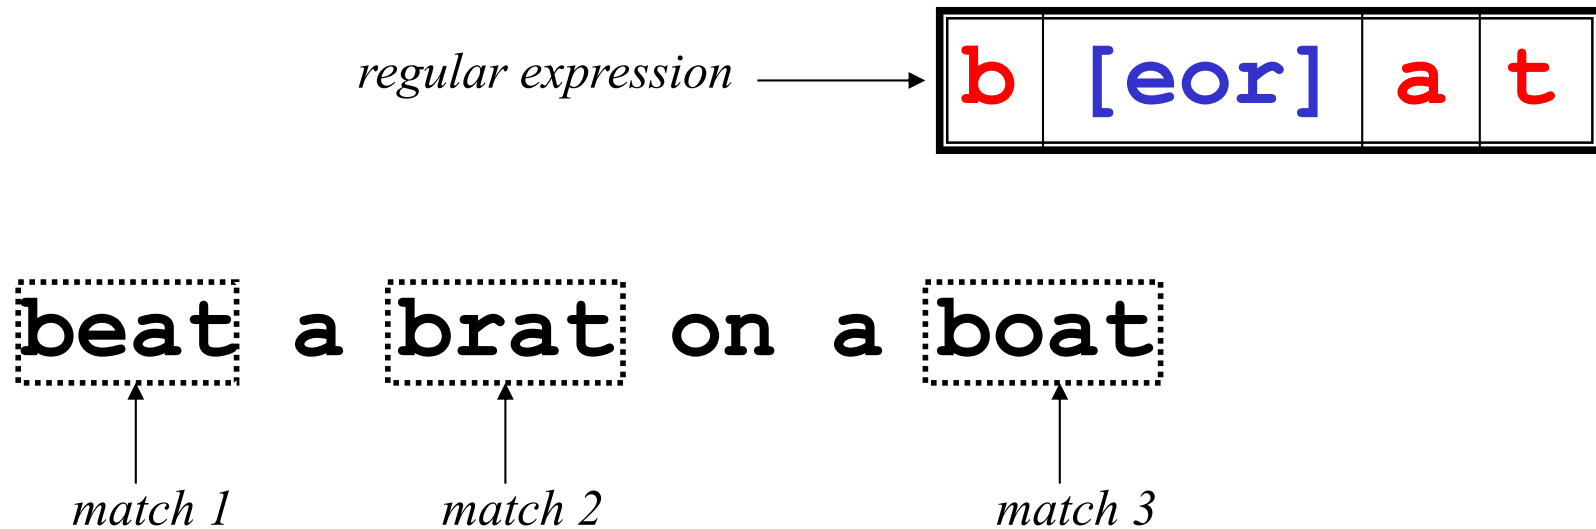 regular expression b [eor] a t
beat a brat on a boat
match 1 match 2 match 3